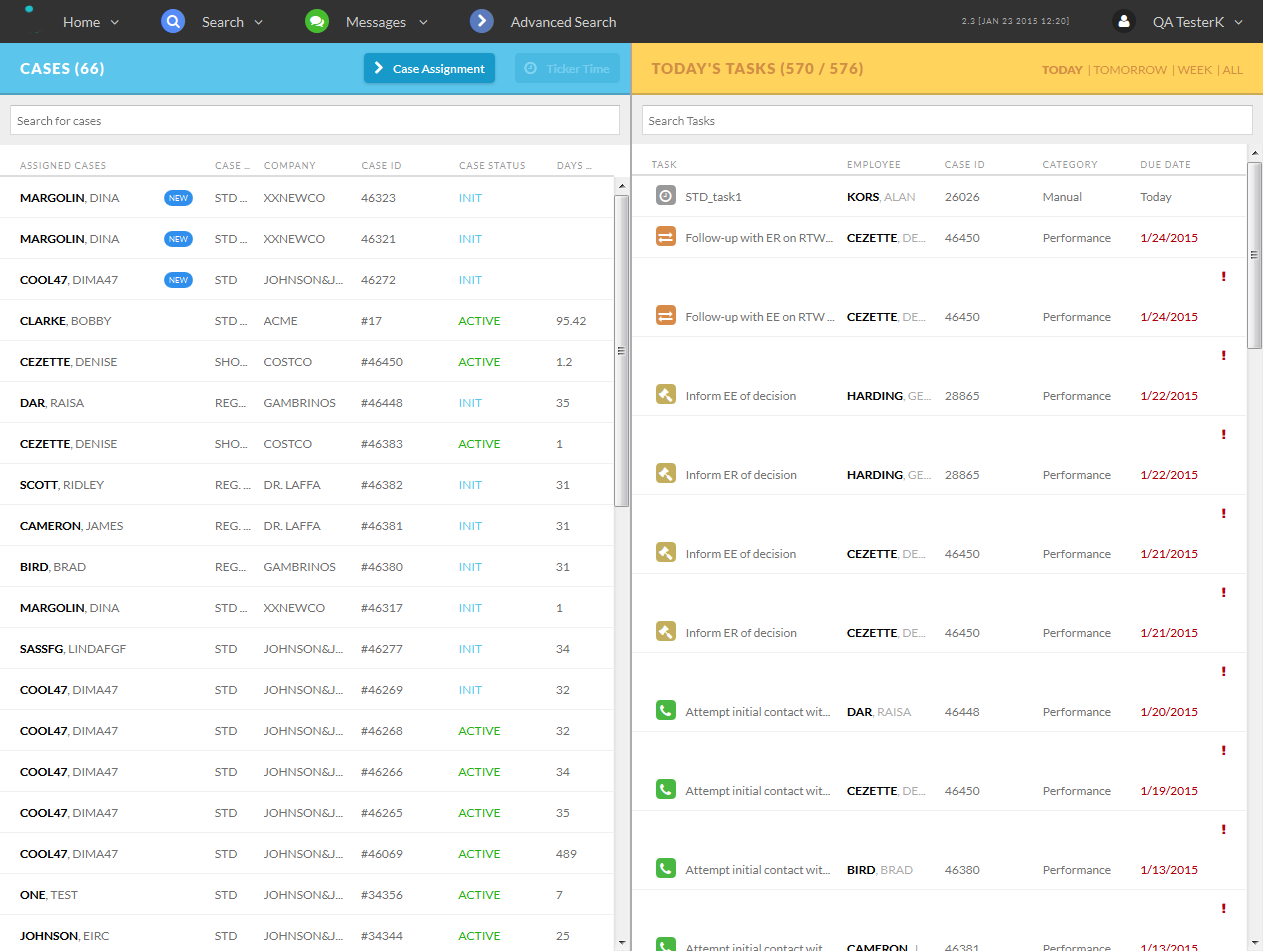 Home Search Messages Advanced Search 2.3 [JAN 23 2015 12:20] QA TesterK
CASES (66) Case Assignment Ticker Time
Search for cases
ASSIGNED CASES CASE ... COMPANY CASE ID CASE STATUS DAYS ...
MARGOLIN, DINA NEW STD ... XXNEWCO 46323 INIT
MARGOLIN, DINA NEW STD ... XXNEWCO 46321 INIT
COOL47, DIMA47 NEW STD JOHNSON&J... 46272 INIT
CLARKE, BOBBY STD ... ACME #17 ACTIVE 95.42
CEZETTE, DENISE SHO... COSTCO #46450 ACTIVE 1.2
DAR, RAISA REG... GAMBRINOS #46448 INIT 35
CEZETTE, DENISE SHO... COSTCO #46383 ACTIVE 1
SCOTT, RIDLEY REG. ... DR. LAFFA #46382 INIT 31
CAMERON, JAMES REG. ... DR. LAFFA #46381 INIT 31
BIRD, BRAD REG... GAMBRINOS #46380 INIT 31
MARGOLIN, DINA STD ... XXNEWCO #46317 INIT 1
SASSFG, LINDAFGF STD JOHNSON&J... #46277 INIT 34
COOL47, DIMA47 STD JOHNSON&J... #46269 INIT 32
COOL47, DIMA47 STD JOHNSON&J... #46268 ACTIVE 32
COOL47, DIMA47 STD JOHNSON&J... #46266 ACTIVE 34
COOL47, DIMA47 STD JOHNSON&J... #46265 ACTIVE 35
COOL47, DIMA47 STD JOHNSON&J... #46069 ACTIVE 489
ONE, TEST STD JOHNSON&J... #34356 ACTIVE 7
JOHNSON, EIRC STD JOHNSON&J... #34344 ACTIVE 25
TODAY'S TASKS (570 / 576) TODAY | TOMORROW | WEEK | ALL
Search Tasks
TASK EMPLOYEE CASE ID CATEGORY DUE DATE
STD_task1 KORS, ALAN 26026 Manual Today
Follow-up with ER on RTW... CEZETTE, DE... 46450 Performance 1/24/2015
!
Follow-up with EE on RTW ... CEZETTE, DE... 46450 Performance 1/24/2015
!
Inform EE of decision HARDING, GE... 28865 Performance 1/22/2015
!
Inform ER of decision HARDING, GE... 28865 Performance 1/22/2015
!
Inform EE of decision CEZETTE, DE... 46450 Performance 1/21/2015
!
Inform ER of decision CEZETTE, DE... 46450 Performance 1/21/2015
!
Attempt initial contact wit... DAR, RAISA 46448 Performance 1/20/2015
!
Attempt initial contact wit... CEZETTE, DE... 46450 Performance 1/19/2015
!
Attempt initial contact wit... BIRD, BRAD 46380 Performance 1/13/2015
!
Attempt initial contact wit... CAMERON, J... 46381 Performance 1/13/2015